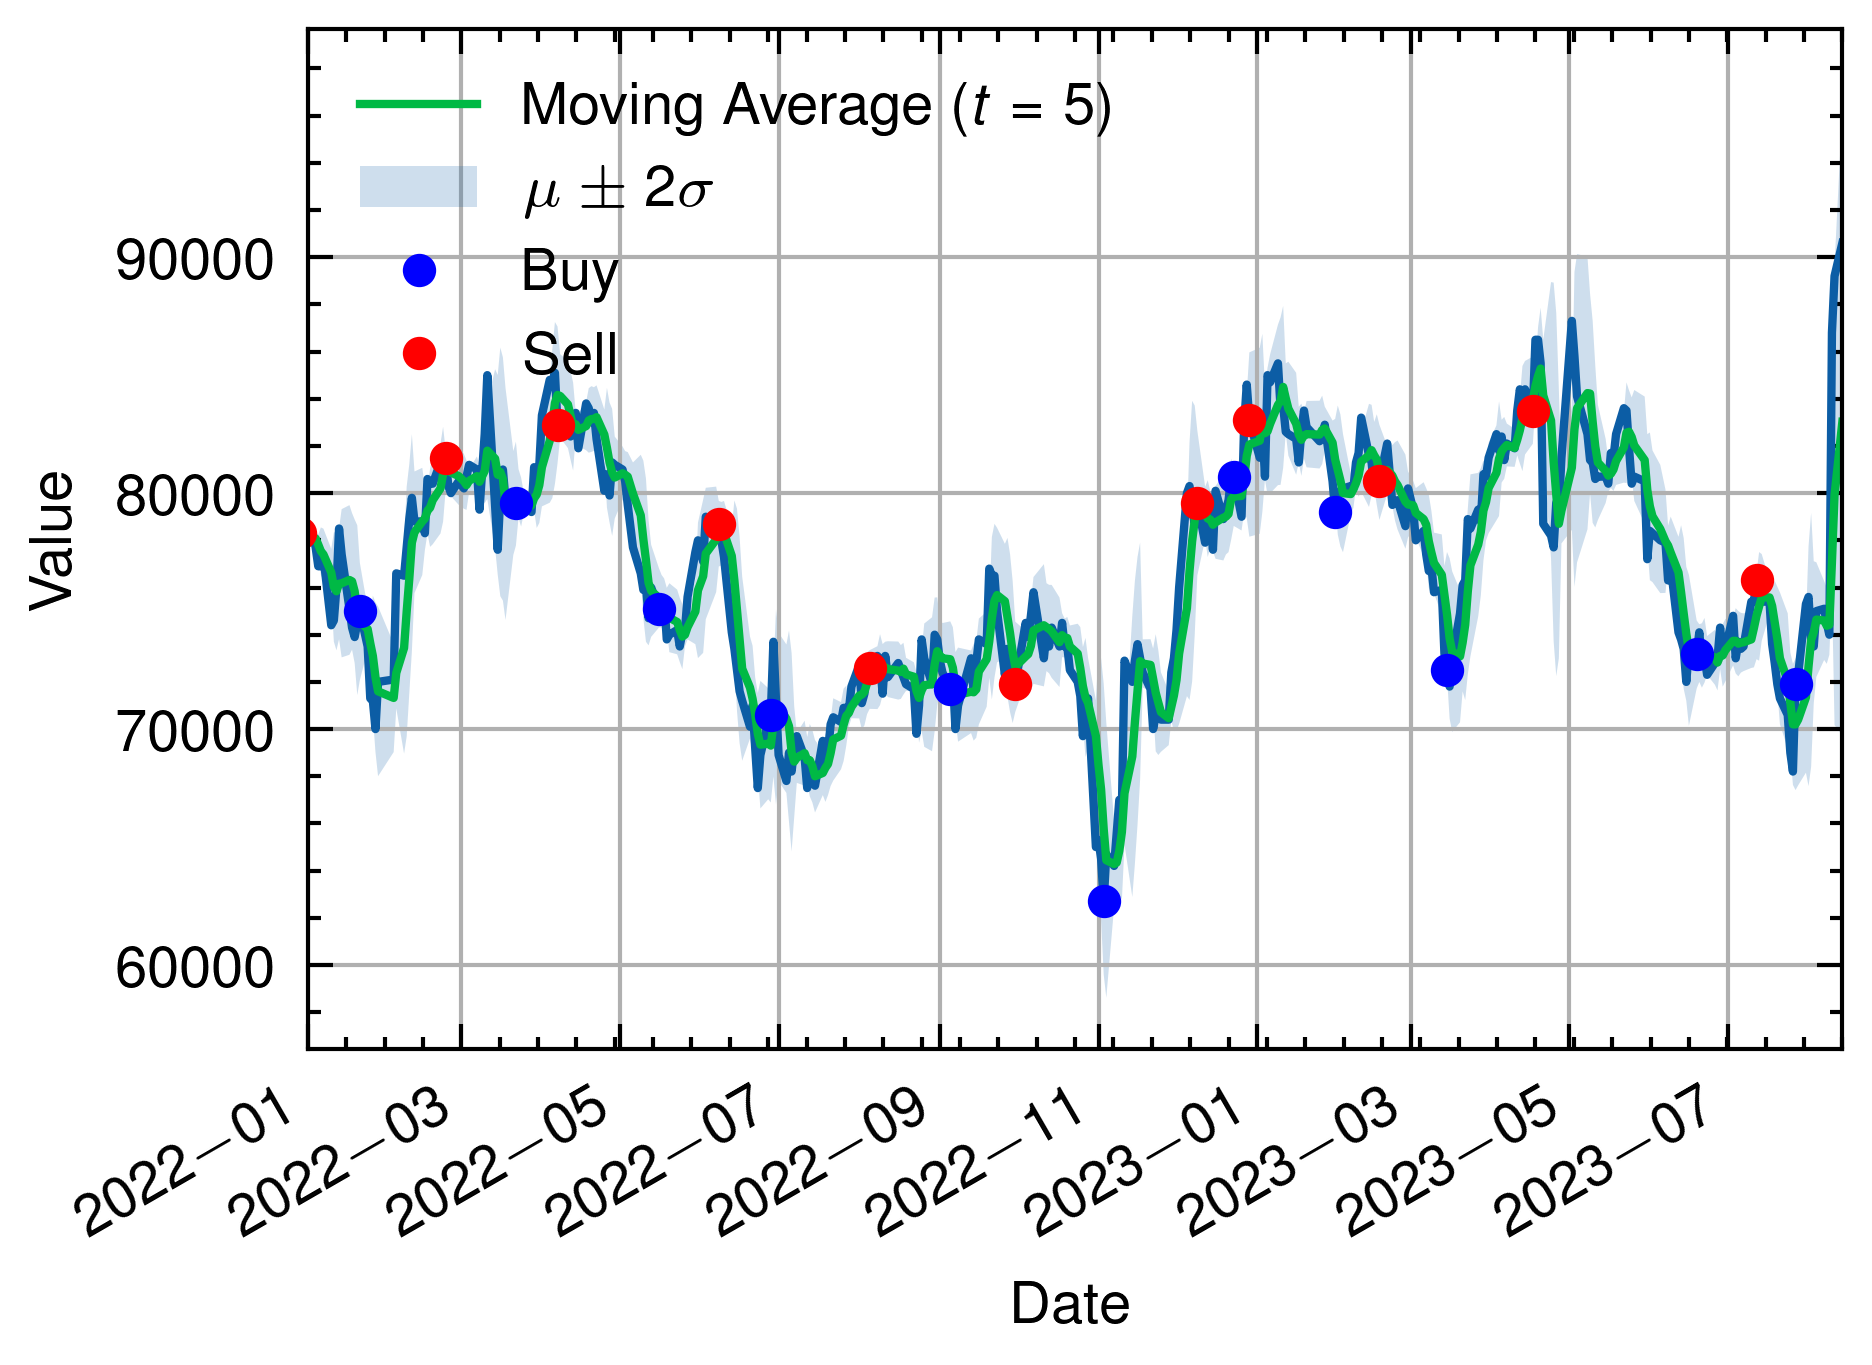 Moving Average (t = 5)
μ ± 2σ
Buy
Sell
Value
90000
80000
70000
60000
2022–01
2022–03
2022–05
2022–07
2022–09
2022–11
2023–01
2023–03
2023–05
2023–07
Date